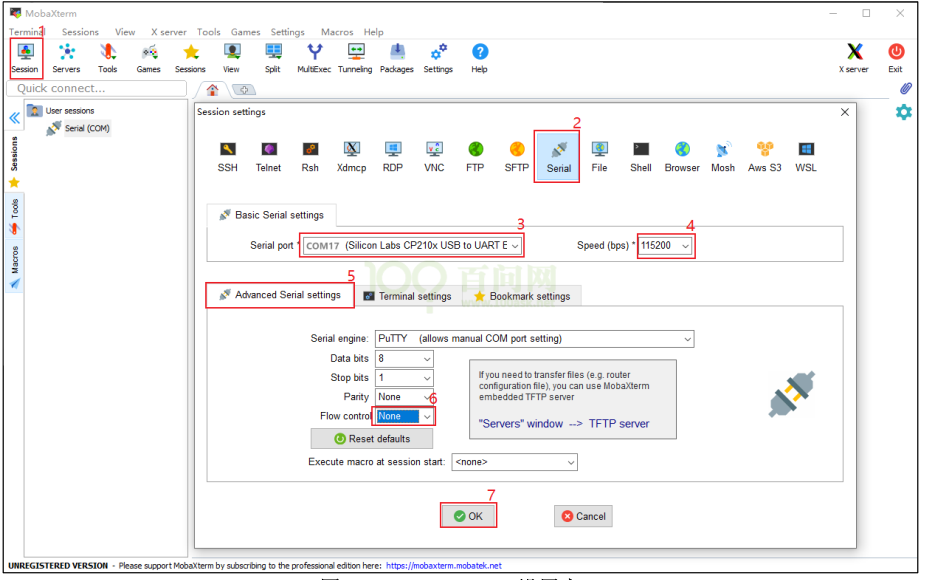 MobaXterm
Terminal Sessions View X server Tools Games Settings Macros Help
1
Session Servers Tools Games Sessions View Split MultiExec Tunneling Packages Settings Help X server Exit
Quick connect...
User sessions
Serial (COM)
Sessions
Tools
Macros
Session settings
2
SSH Telnet Rsh Xdmcp RDP VNC FTP SFTP Serial File Shell Browser Mosh Aws S3 WSL
Basic Serial settings
3
4
Serial port * COM17 (Silicon Labs CP210x USB to UART E Speed (bps) * 115200
100 百问网
5
Advanced Serial settings Terminal settings Bookmark settings
Serial engine: PuTTY (allows manual COM port setting)
Data bits 8
Stop bits 1
Parity None
6
Flow control None
If you need to transfer files (e.g. router
configuration file), you can use MobaXterm
embedded TFTP server
"Servers" window --> TFTP server
Reset defaults
Execute macro at session start: <none>
7
OK Cancel
UNREGISTERED VERSION - Please support MobaXterm by subscribing to the professional edition here: https://mobaxterm.mobatek.net